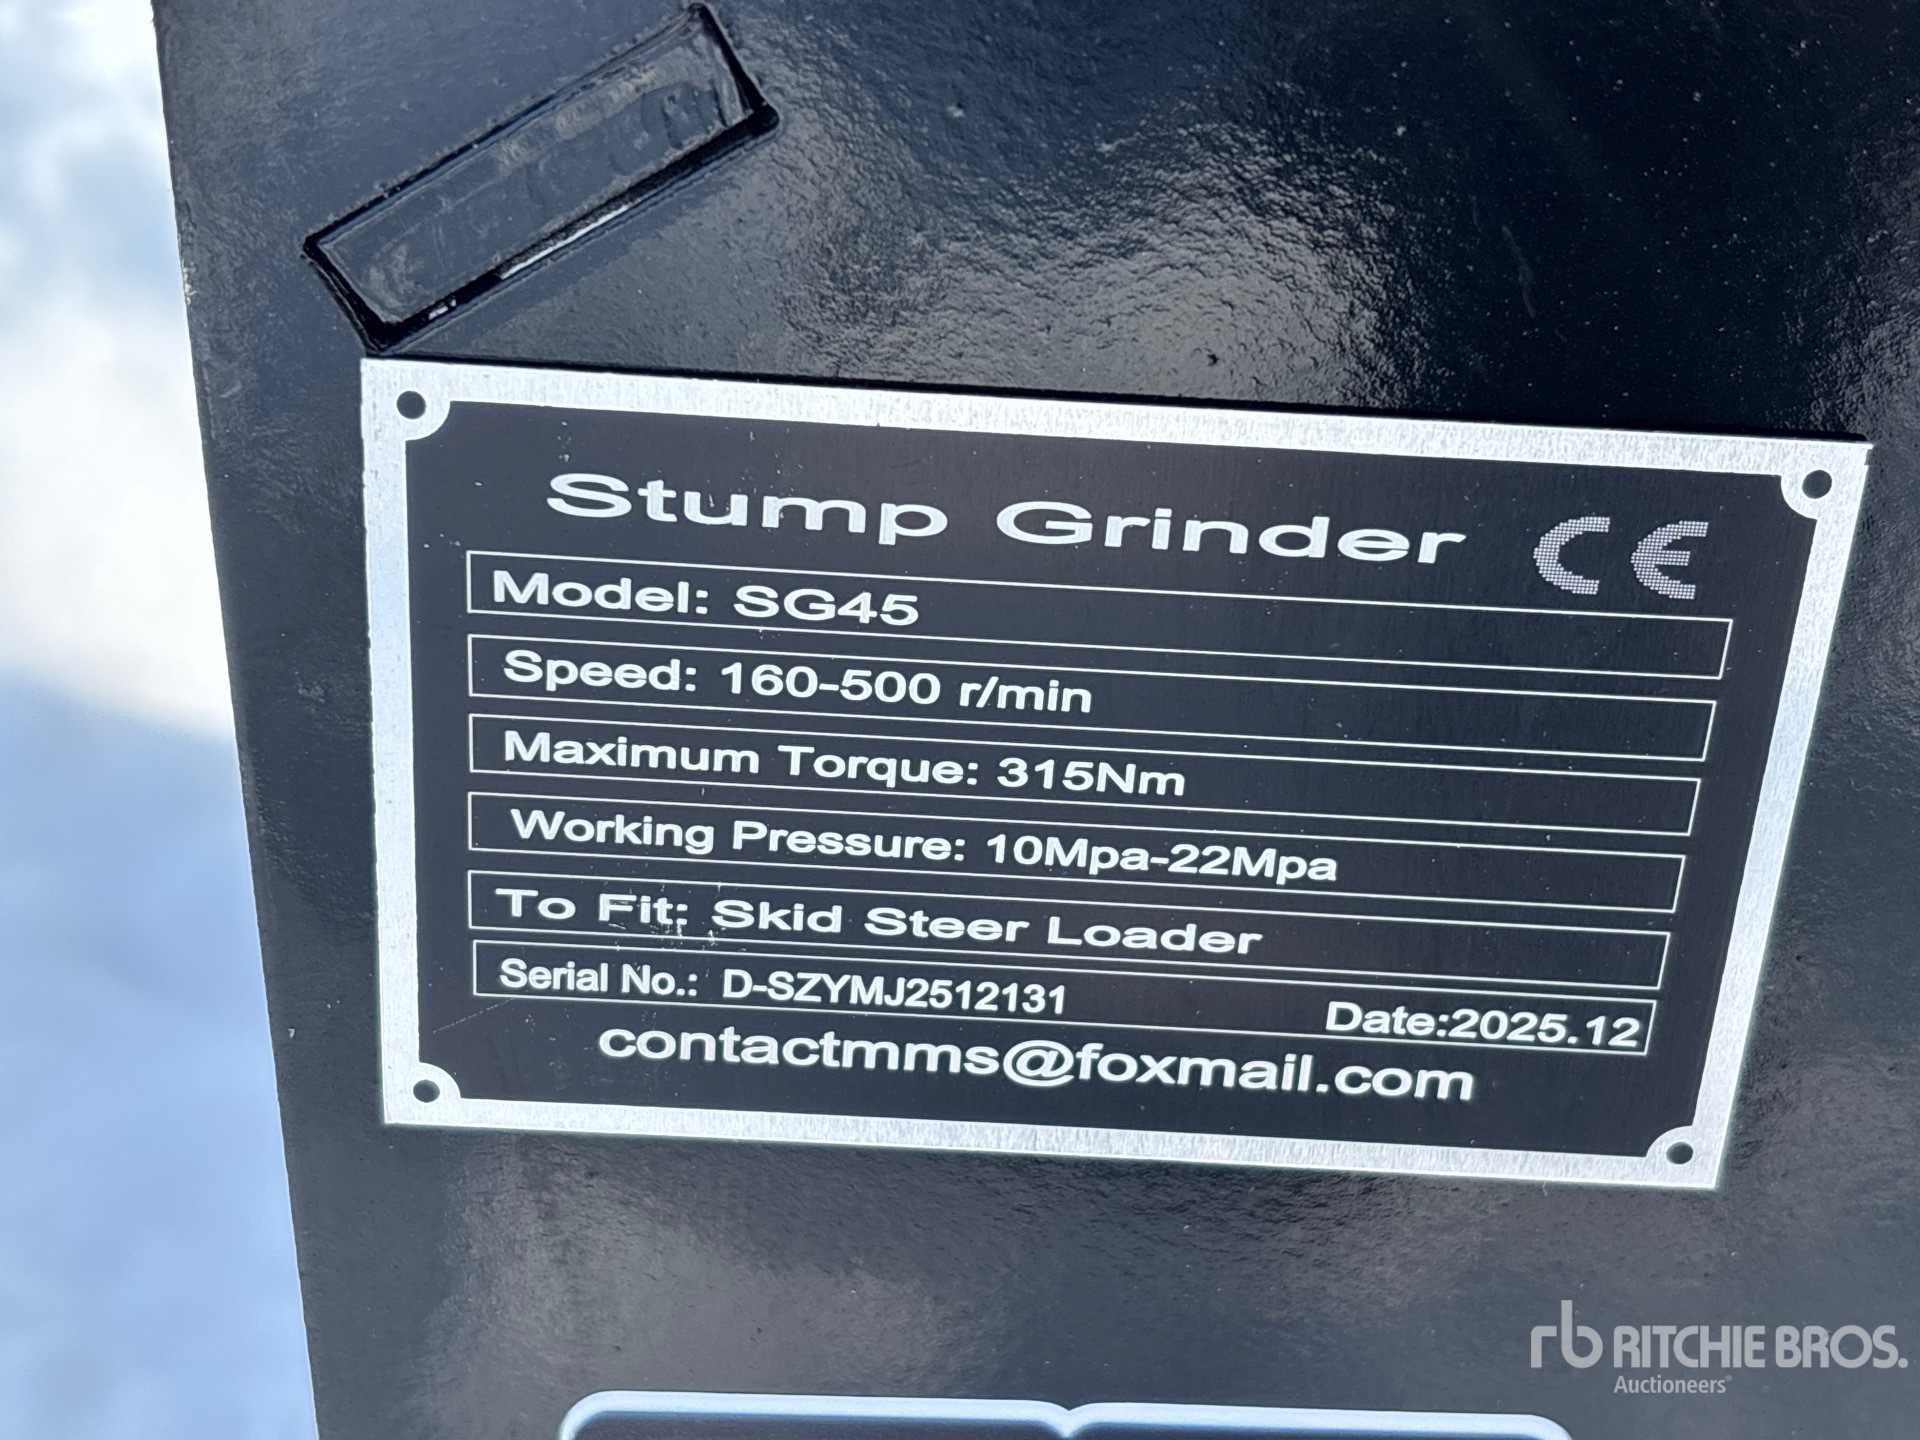 Stump Grinder CE
Model: SG45
Speed: 160-500 r/min
Maximum Torque: 315Nm
Working Pressure: 10Mpa-22Mpa
To Fit: Skid Steer Loader
Serial No.: D-SZYMJ2512131 Date:2025.12
contactmms@foxmail.com
rb RITCHIE BROS.
Auctioneers